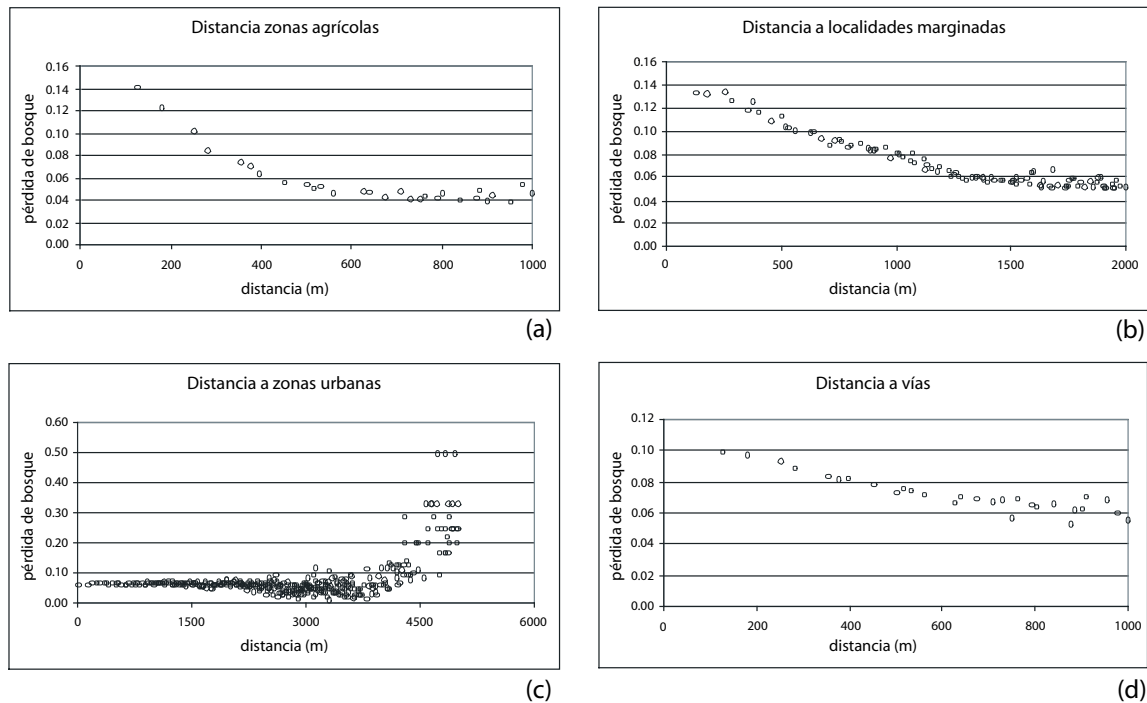 Distancia zonas agrícolas
pérdida de bosque
0.16
0.14
0.12
0.10
0.08
0.06
0.04
0.02
0.00
0 200 400 600 800 1000
distancia (m)
(a)
Distancia a localidades marginadas
pérdida de bosque
0.16
0.14
0.12
0.10
0.08
0.06
0.04
0.02
0.00
0 500 1000 1500 2000
distancia (m)
(b)
Distancia a zonas urbanas
pérdida de bosque
0.60
0.50
0.40
0.30
0.20
0.10
0.00
0 1500 3000 4500 6000
distancia (m)
(c)
Distancia a vías
pérdida de bosque
0.12
0.10
0.08
0.06
0.04
0.02
0.00
0 200 400 600 800 1000
distancia (m)
(d)